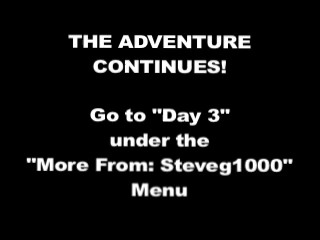 THE ADVENTURE
CONTINUES!
Go to "Day 3"
under the
"More From: Steveg1000"
Menu